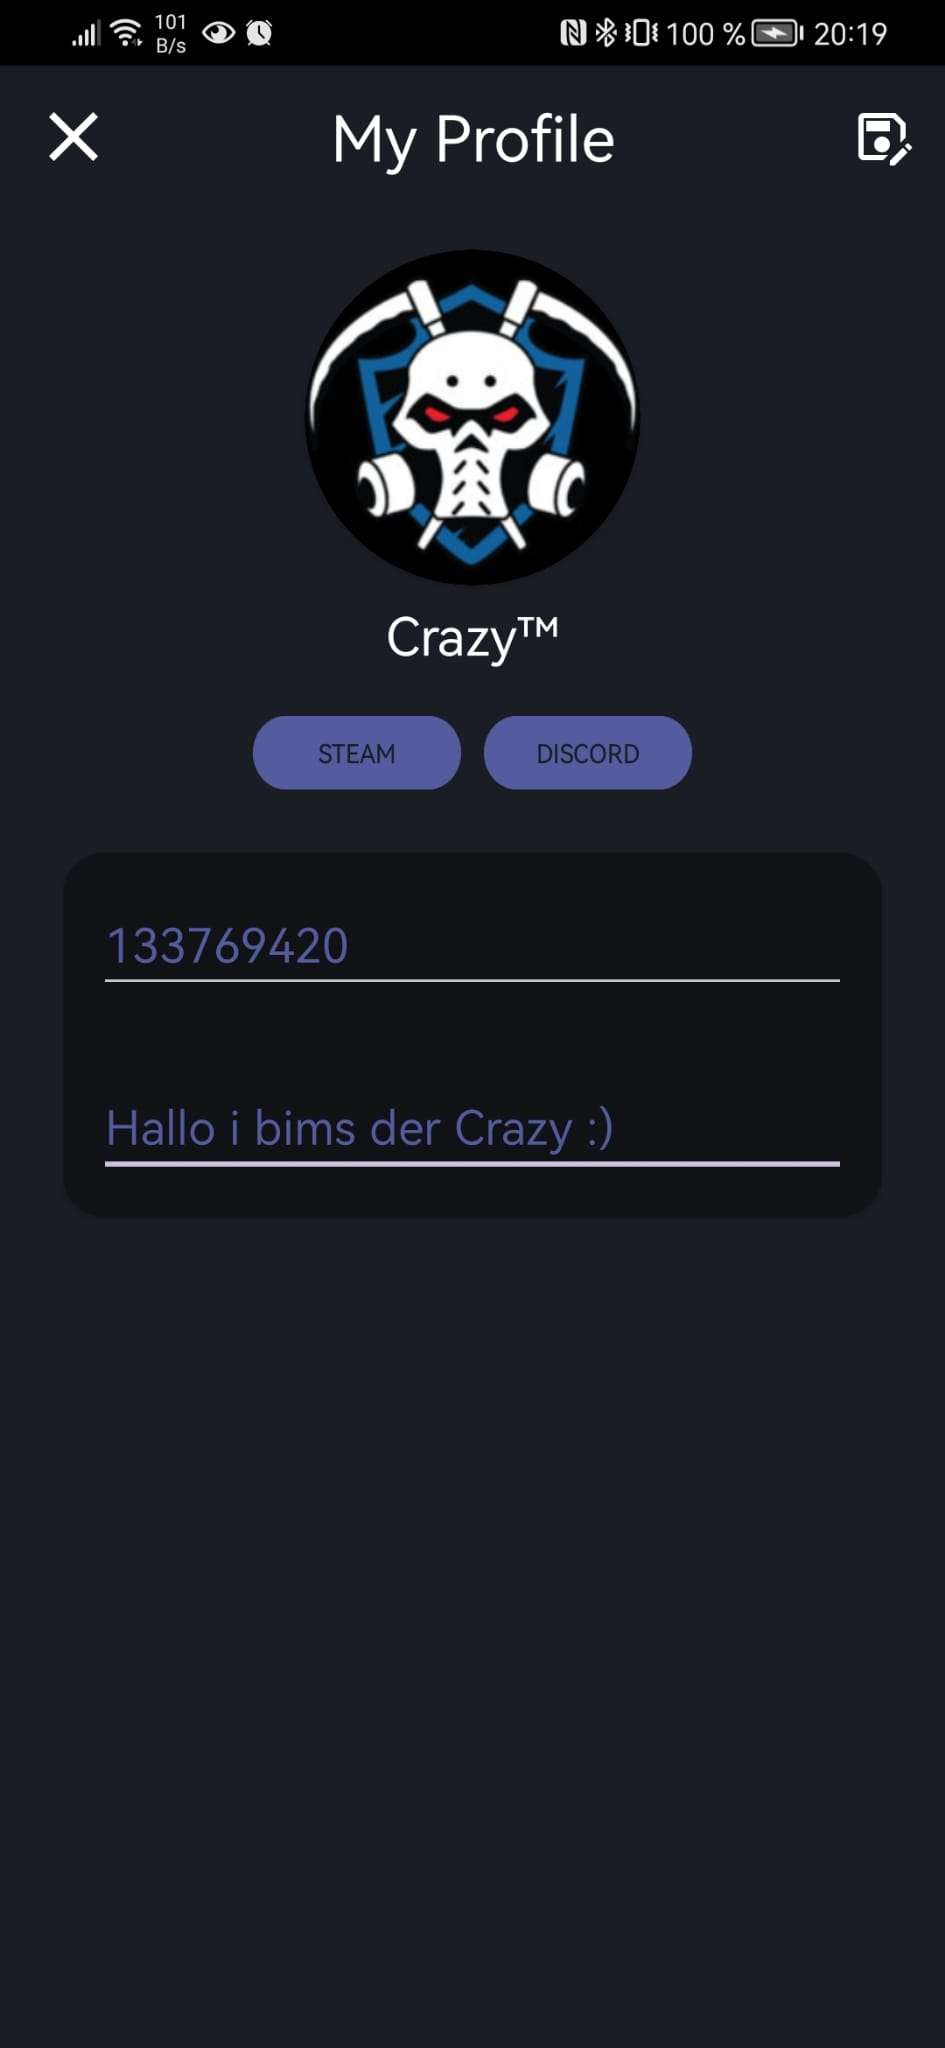 101
B/s
100 %
20:19
My Profile
Crazy™
STEAM
DISCORD
133769420
Hallo i bims der Crazy :)